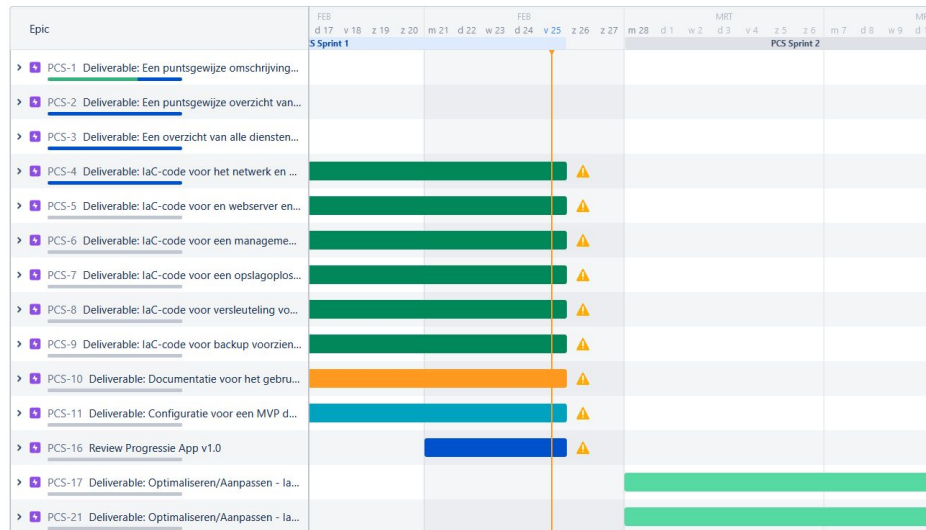 Epic
FEB FEB MRT
d 17 v 18 z 19 z 20 m 21 d 22 w 23 d 24 v 25 z 26 z 27 m 28 d 1 w 2 d 3 v 4 z 5 z 6 m 7 d 8 w 9
S Sprint 1 PCS Sprint 2
PCS-1 Deliverable: Een puntsgewijze omschrijving...
PCS-2 Deliverable: Een puntsgewijze overzicht van...
PCS-3 Deliverable: Een overzicht van alle diensten...
PCS-4 Deliverable: IaC-code voor het netwerk en ...
PCS-5 Deliverable: IaC-code voor en webserver en...
PCS-6 Deliverable: IaC-code voor een manageme...
PCS-7 Deliverable: IaC-code voor een opslagoplos...
PCS-8 Deliverable: IaC-code voor versleuteling vo...
PCS-9 Deliverable: IaC-code voor backup voorzien...
PCS-10 Deliverable: Documentatie voor het gebru...
PCS-11 Deliverable: Configuratie voor een MVP d...
PCS-16 Review Progressie App v1.0
PCS-17 Deliverable: Optimaliseren/Aanpassen - Ia...
PCS-21 Deliverable: Optimaliseren/Aanpassen - Ia...